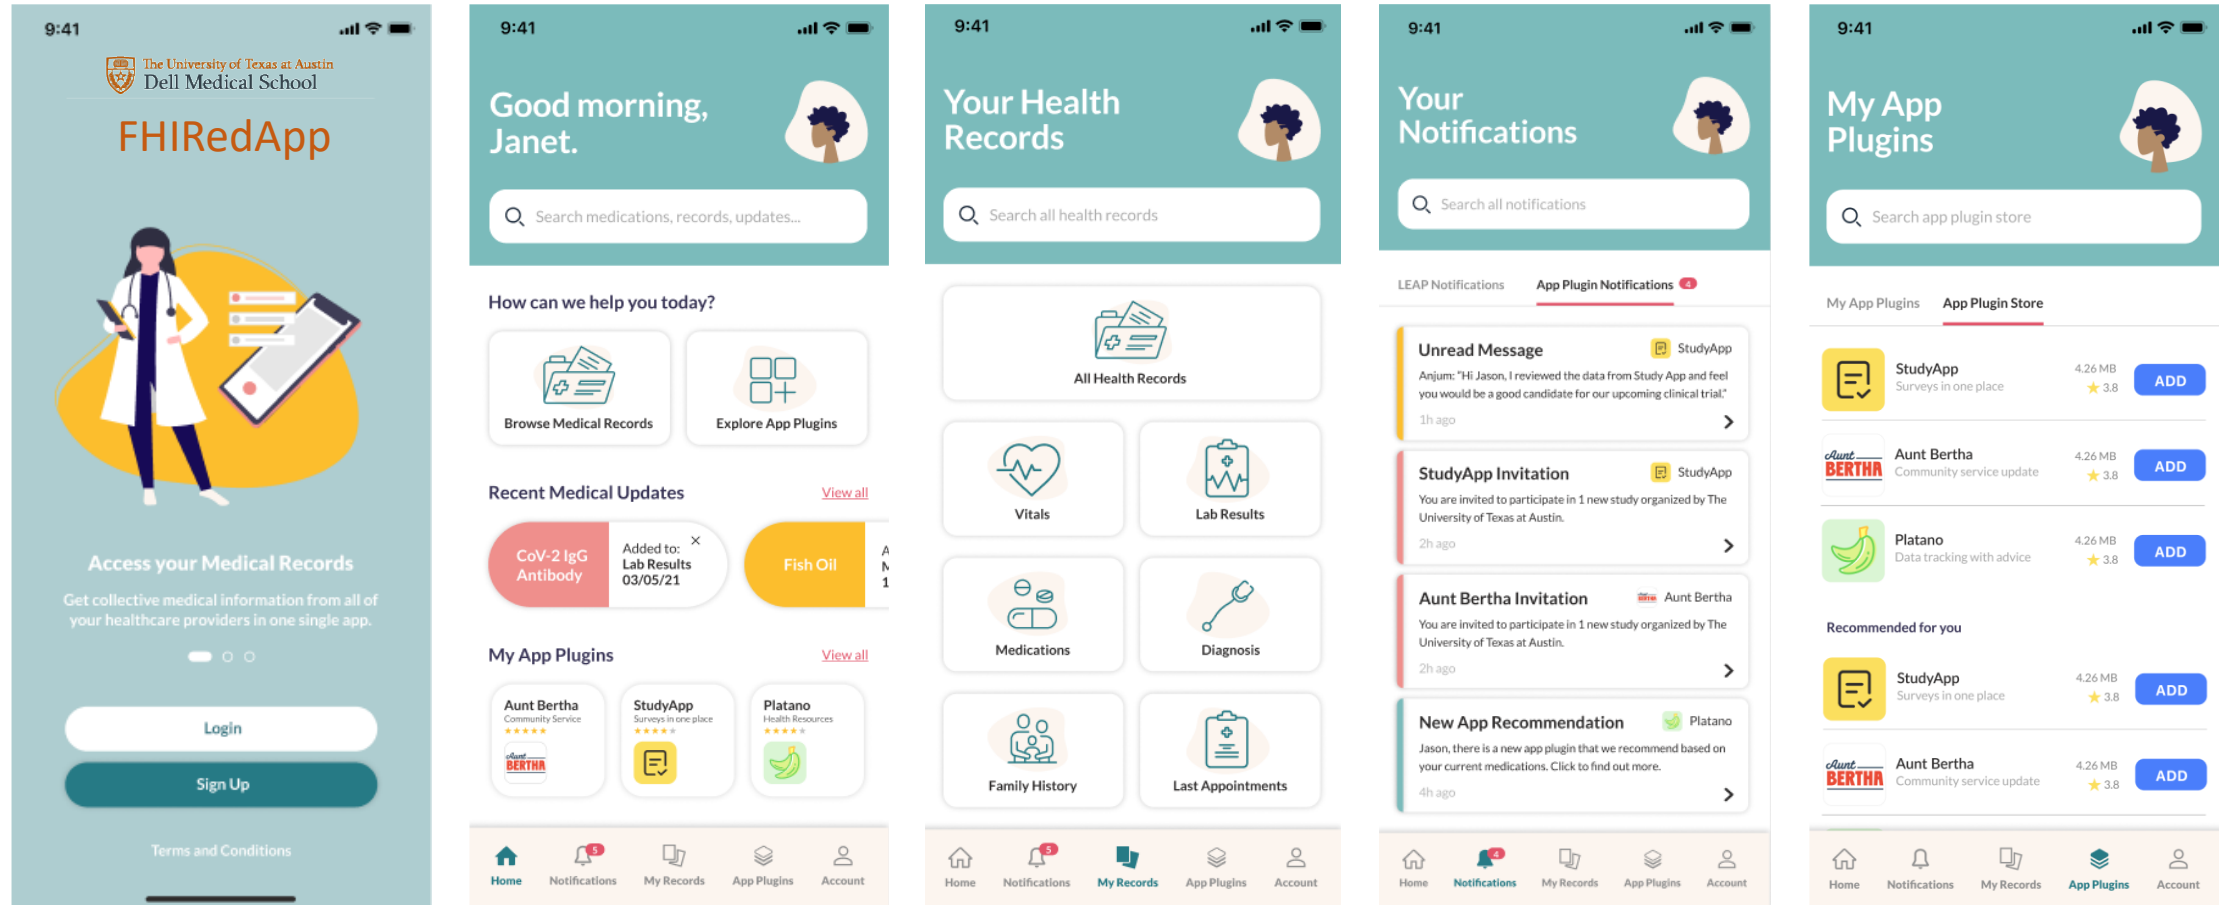 9:41
The University of Texas at Austin
Dell Medical School
FHIRedApp
Access your Medical Records
Get collective medical information from all of
your healthcare providers in one single app.
Login
Sign Up
Terms and Conditions
9:41
Good morning,
Janet.
Search medications, records, updates...
How can we help you today?
Browse Medical Records
Explore App Plugins
Recent Medical Updates
View all
CoV-2 IgG
Antibody
Added to:
Lab Results
03/05/21
Fish Oil
A
M
1
My App Plugins
View all
Aunt Bertha
Community Service
Aunt
BERTHA
StudyApp
Surveys in one place
Platano
Health Resources
5
Home
Notifications
My Records
App Plugins
Account
9:41
Your Health
Records
Search all health records
All Health Records
Vitals
Lab Results
Medications
Diagnosis
Family History
Last Appointments
5
Home
Notifications
My Records
App Plugins
Account
9:41
Your
Notifications
Search all notifications
LEAP Notifications
App Plugin Notifications 4
Unread Message
StudyApp
Anjum: "Hi Jason, I reviewed the data from Study App and feel
you would be a good candidate for our upcoming clinical trial."
1h ago
StudyApp Invitation
StudyApp
You are invited to participate in 1 new study organized by The
University of Texas at Austin.
2h ago
Aunt Bertha Invitation
BERTHA
Aunt Bertha
You are invited to participate in 1 new study organized by The
University of Texas at Austin.
2h ago
New App Recommendation
Platano
Jason, there is a new app plugin that we recommend based on
your current medications. Click to find out more.
4h ago
4
Home
Notifications
My Records
App Plugins
Account
9:41
My App
Plugins
Search app plugin store
My App Plugins
App Plugin Store
StudyApp
Surveys in one place
4.26 MB
3.8
ADD
Aunt
BERTHA
Aunt Bertha
Community service update
4.26 MB
3.8
ADD
Platano
Data tracking with advice
4.26 MB
3.8
ADD
Recommended for you
StudyApp
Surveys in one place
4.26 MB
3.8
ADD
Aunt
BERTHA
Aunt Bertha
Community service update
4.26 MB
3.8
ADD
Home
Notifications
My Records
App Plugins
Account